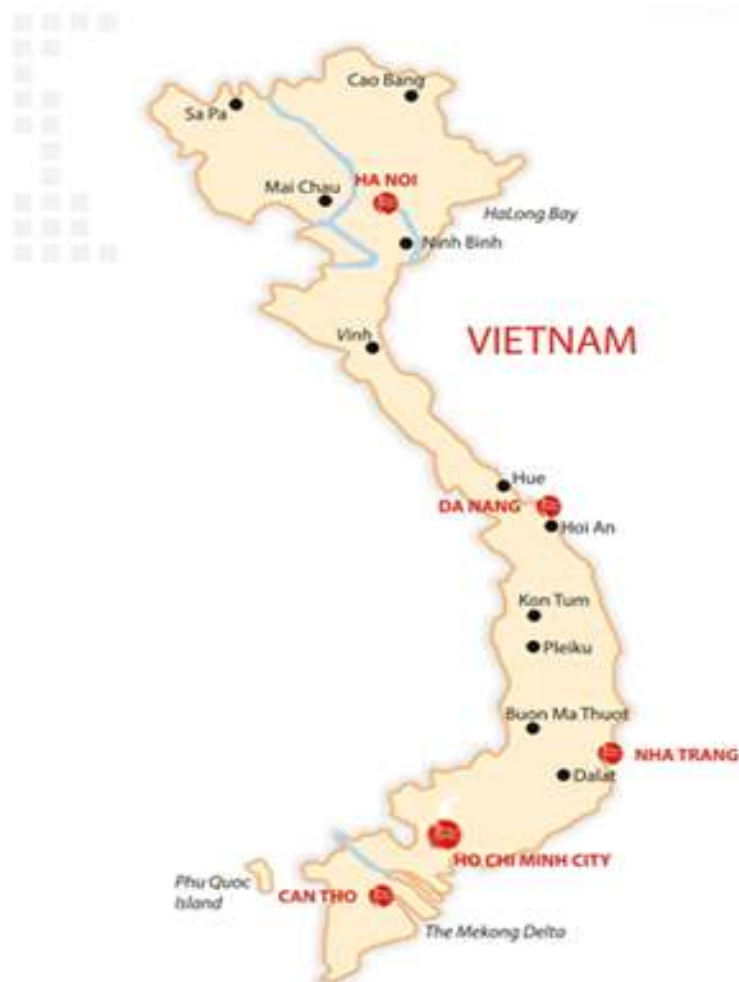 Cao Bang
Sa Pa
HA NOI
Mai Chau
HaLong Bay
Ninh Binh
Vinh
VIETNAM
Hue
DA NANG
Hoi An
Kon Tum
Pleiku
Buon Ma Thuot
NHA TRANG
Dalat
HO CHI MINH CITY
Phu Quoc
Island
CAN THO
The Mekong Delta